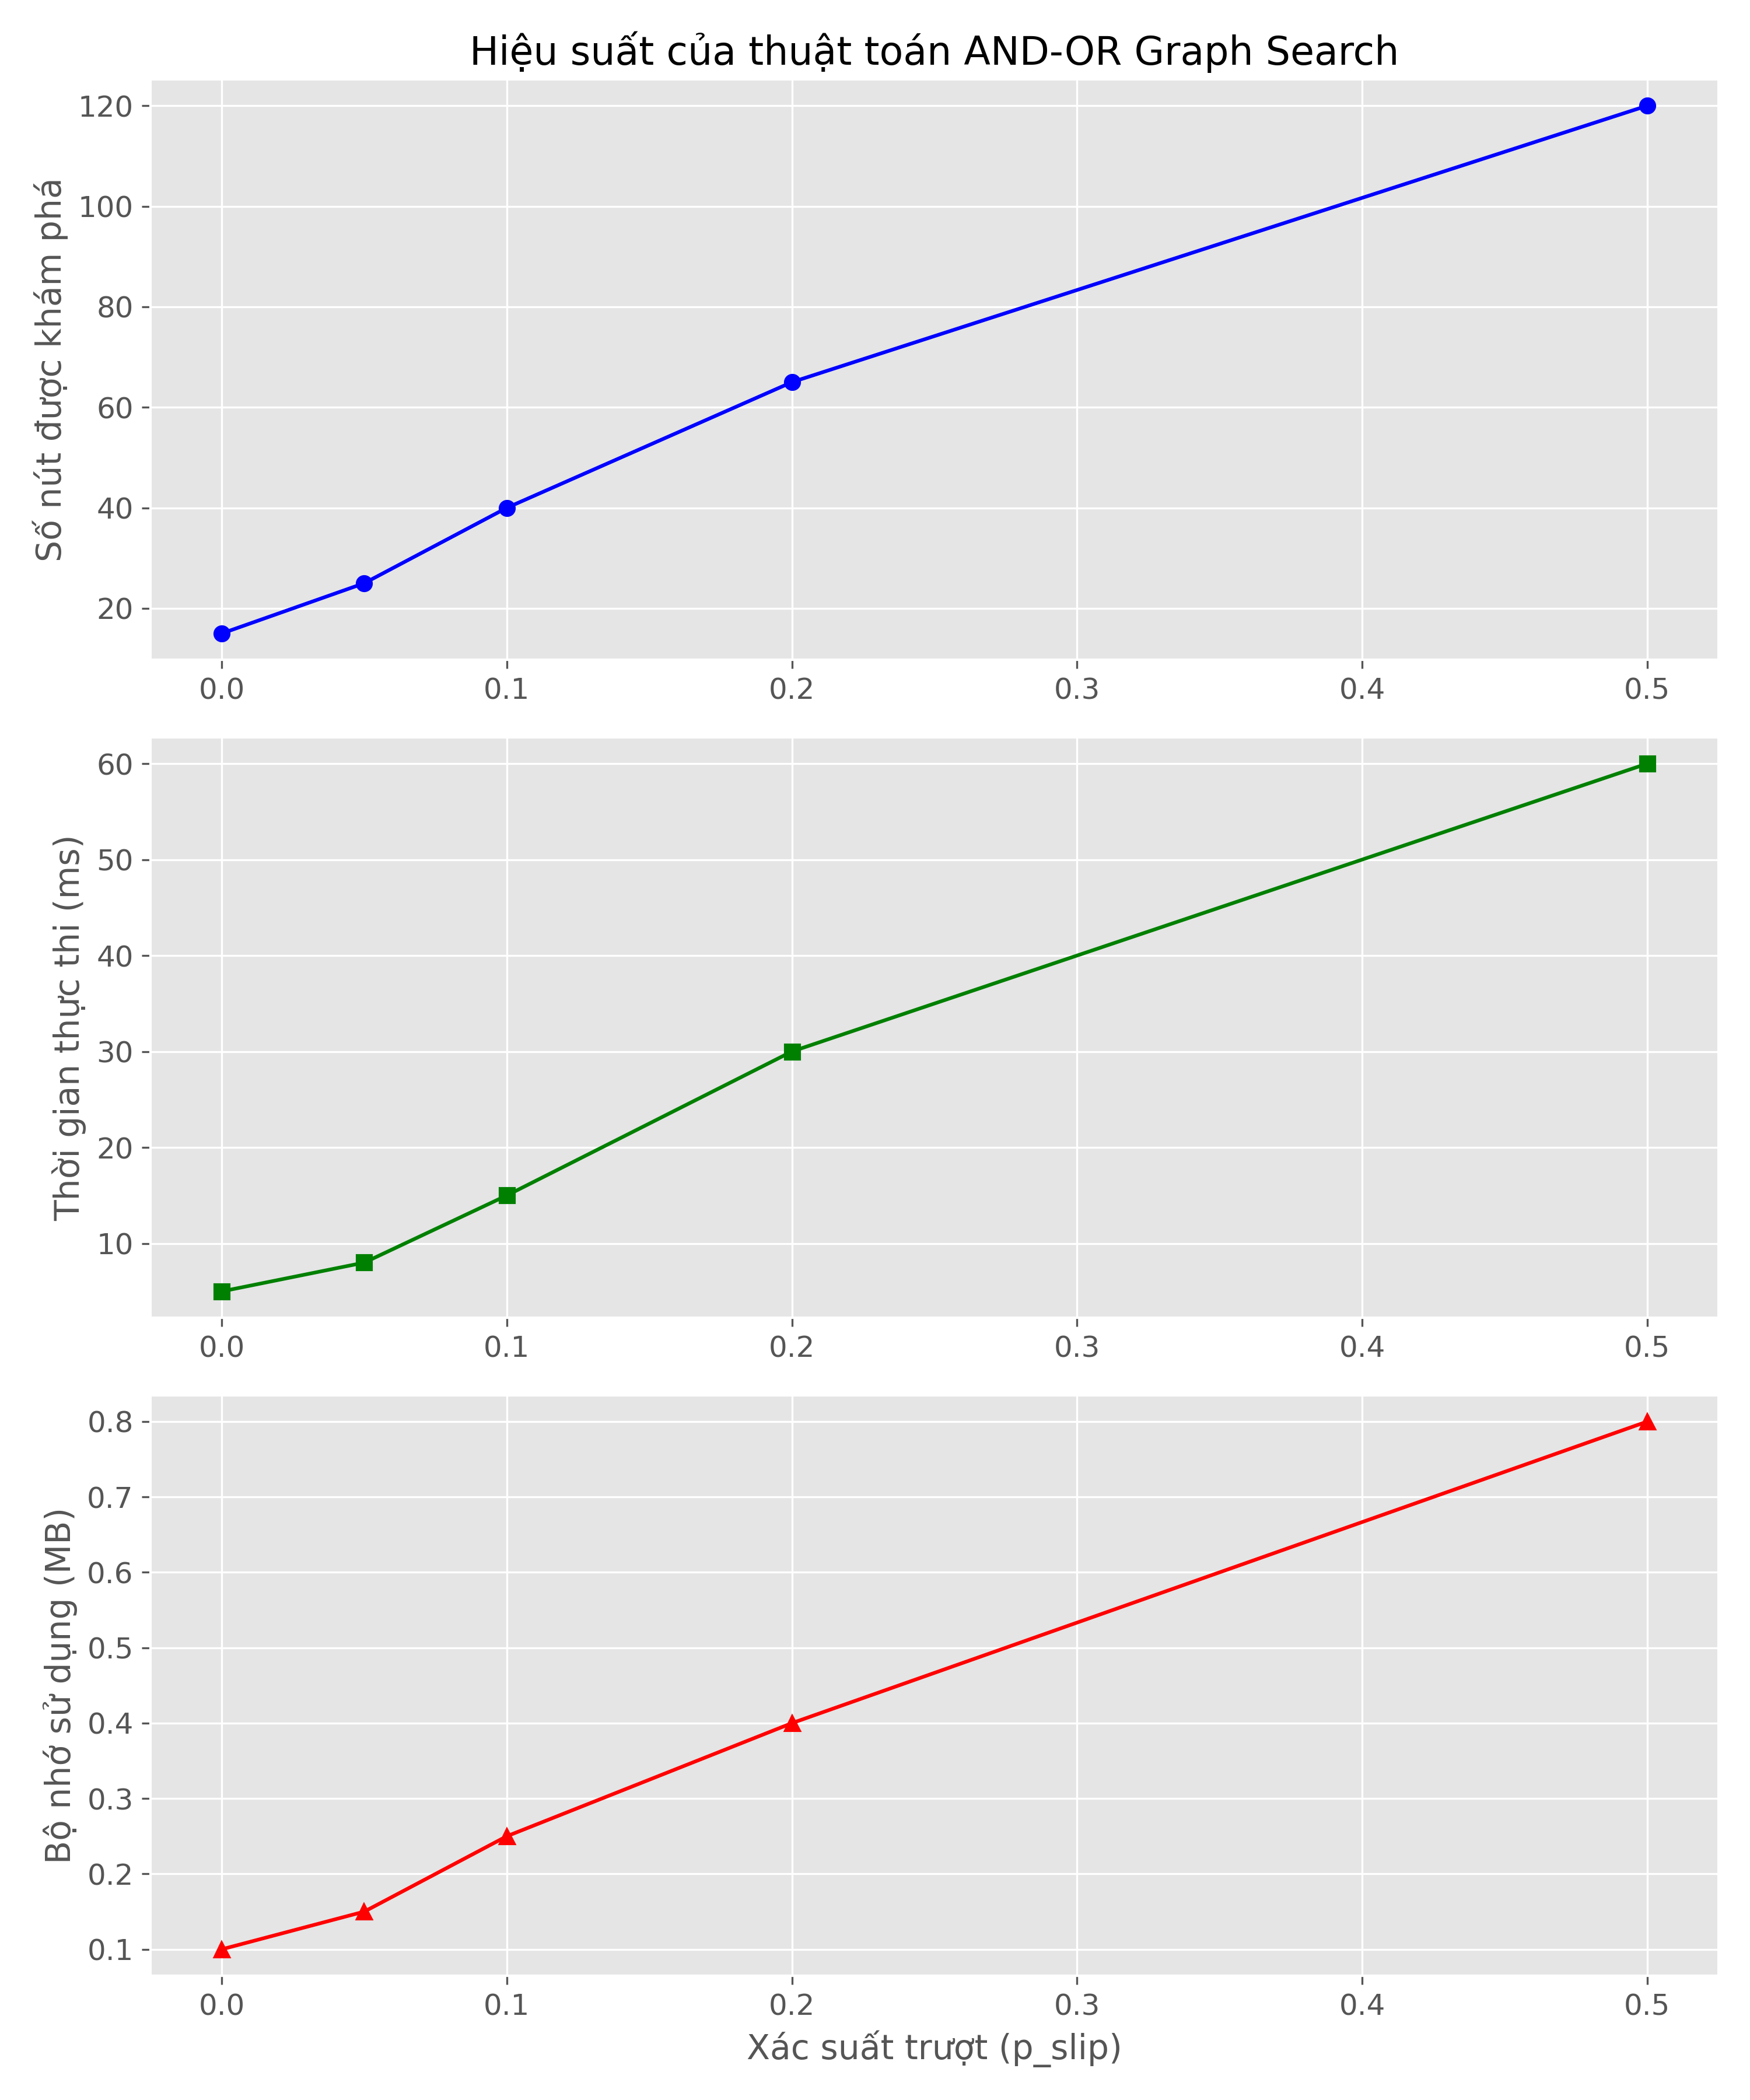 Hiệu suất của thuật toán AND-OR Graph Search
Số nút được khám phá
120
100
80
60
40
20
0.0 0.1 0.2 0.3 0.4 0.5
Thời gian thực thi (ms)
60
50
40
30
20
10
0.0 0.1 0.2 0.3 0.4 0.5
Bộ nhớ sử dụng (MB)
0.8
0.7
0.6
0.5
0.4
0.3
0.2
0.1
0.0 0.1 0.2 0.3 0.4 0.5
Xác suất trượt (p_slip)